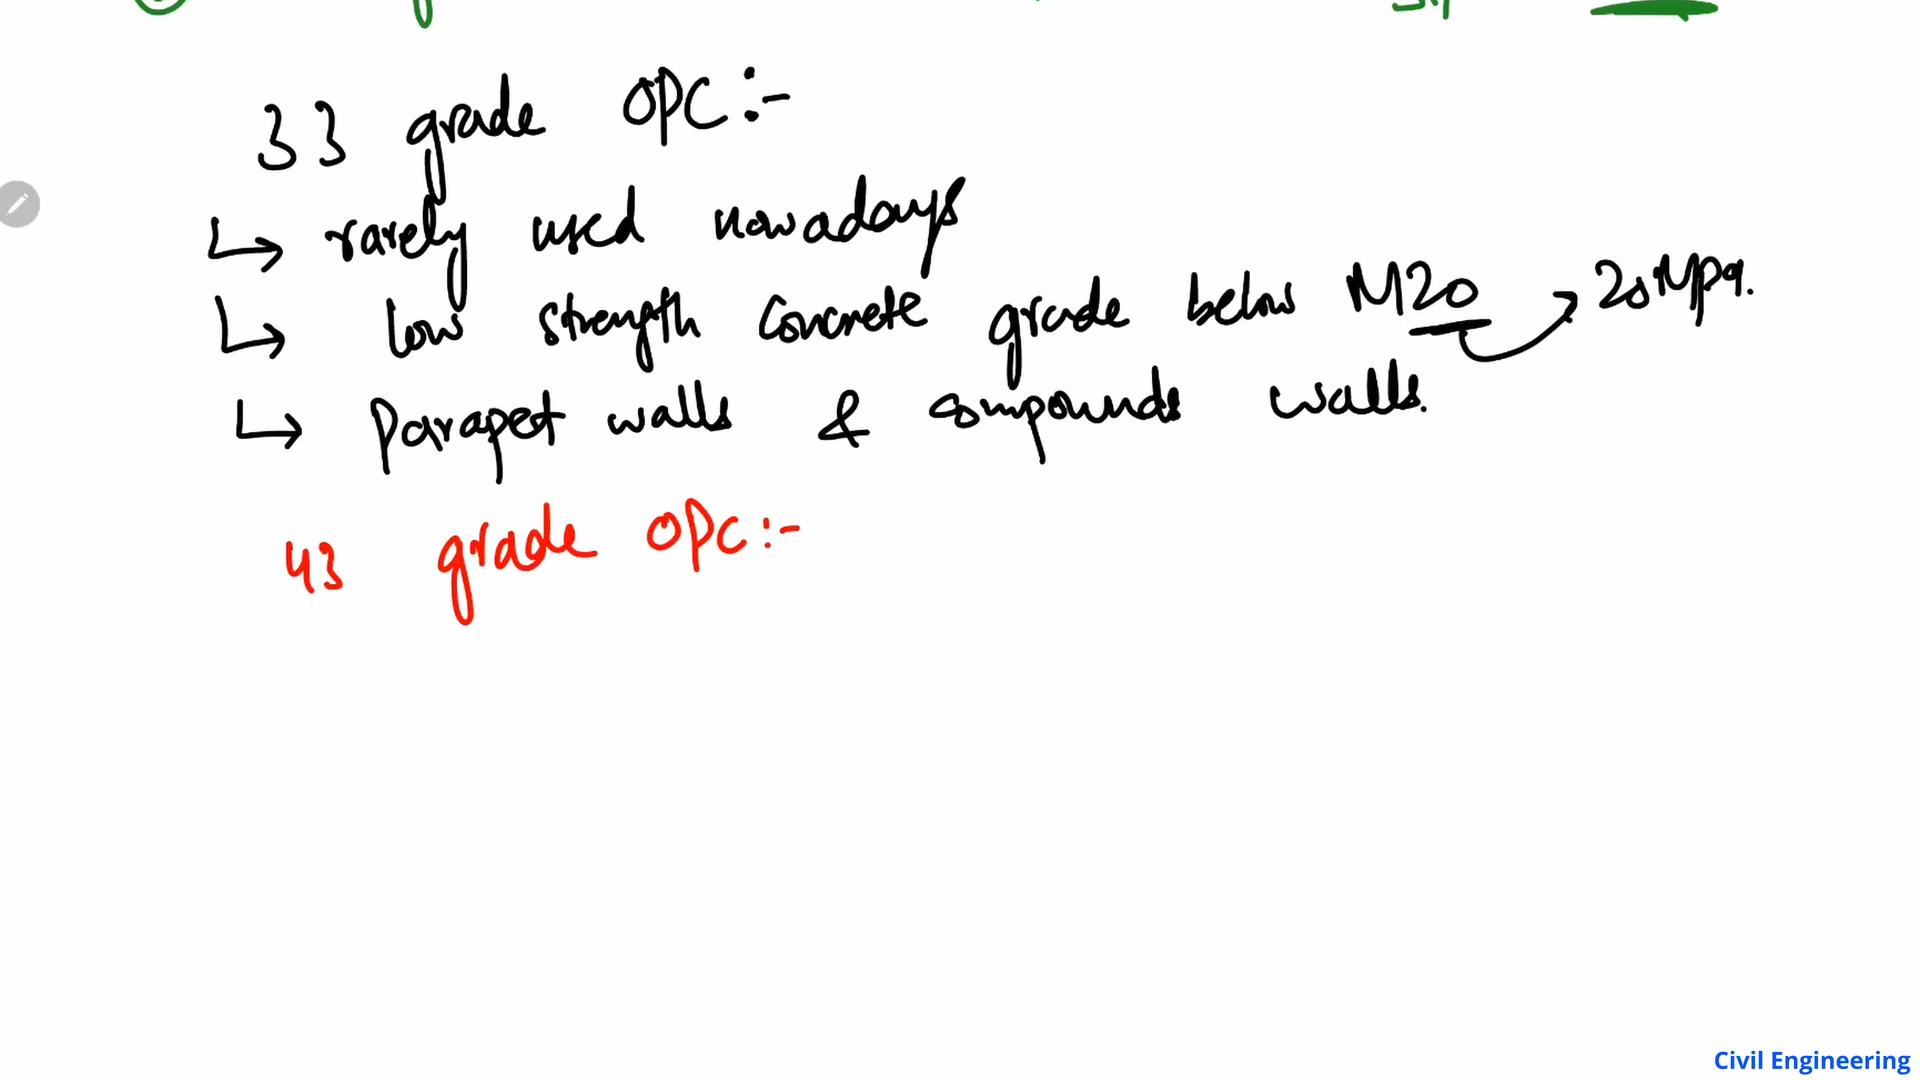 33 grade OPC :-
↳ rarely used nowadays
↳ low strength concrete grade below M20 → 20 Mpa.
↳ Parapet walls & compounds walls.
43 grade OPC :-
Civil Engineering